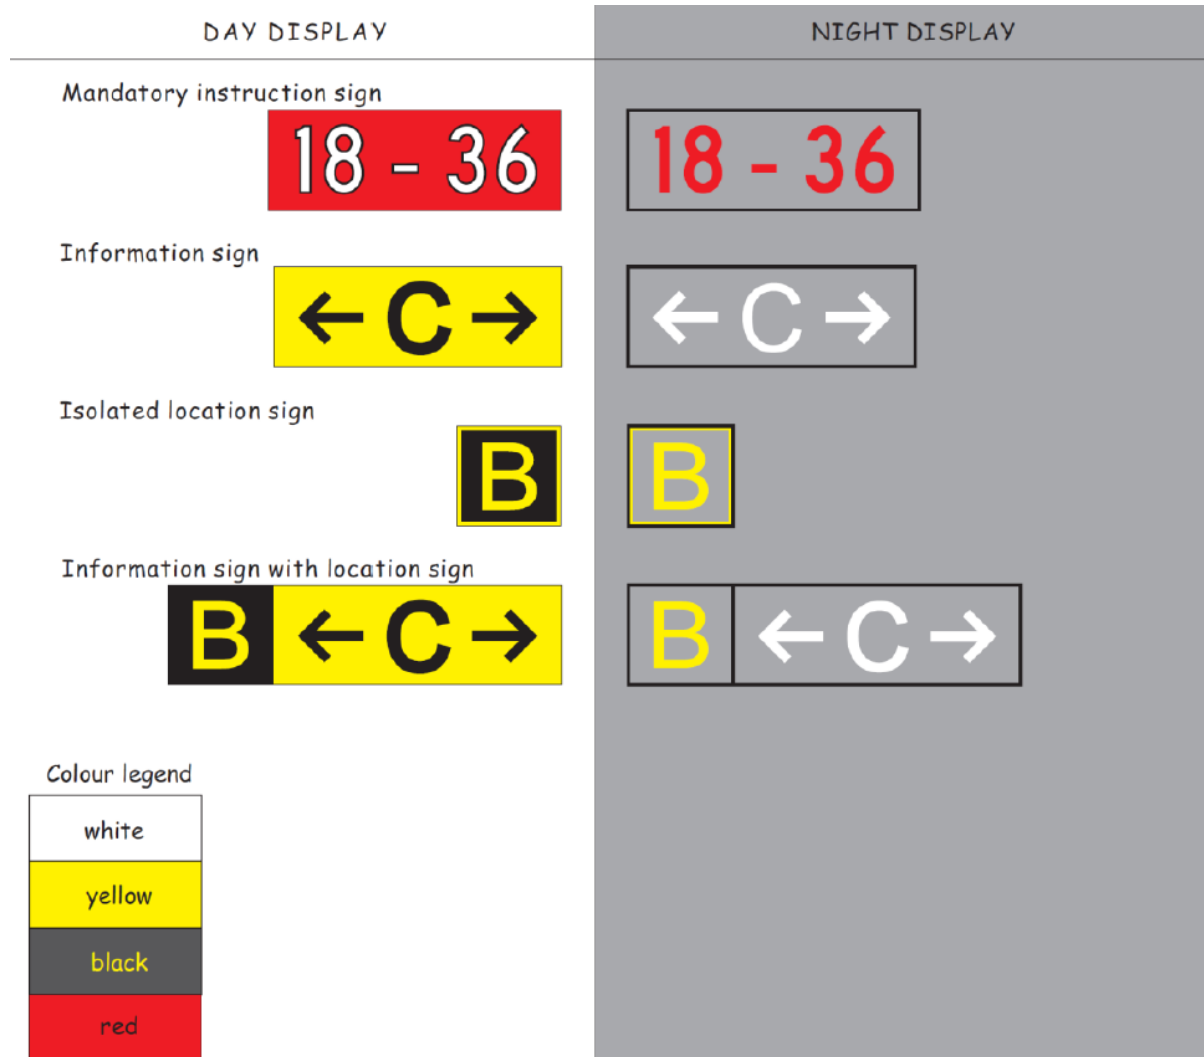 DAY DISPLAY
NIGHT DISPLAY
Mandatory instruction sign
18 - 36
18 - 36
Information sign
← C →
← C →
Isolated location sign
B
B
Information sign with location sign
B ← C →
B ← C →
Colour legend
white
yellow
black
red